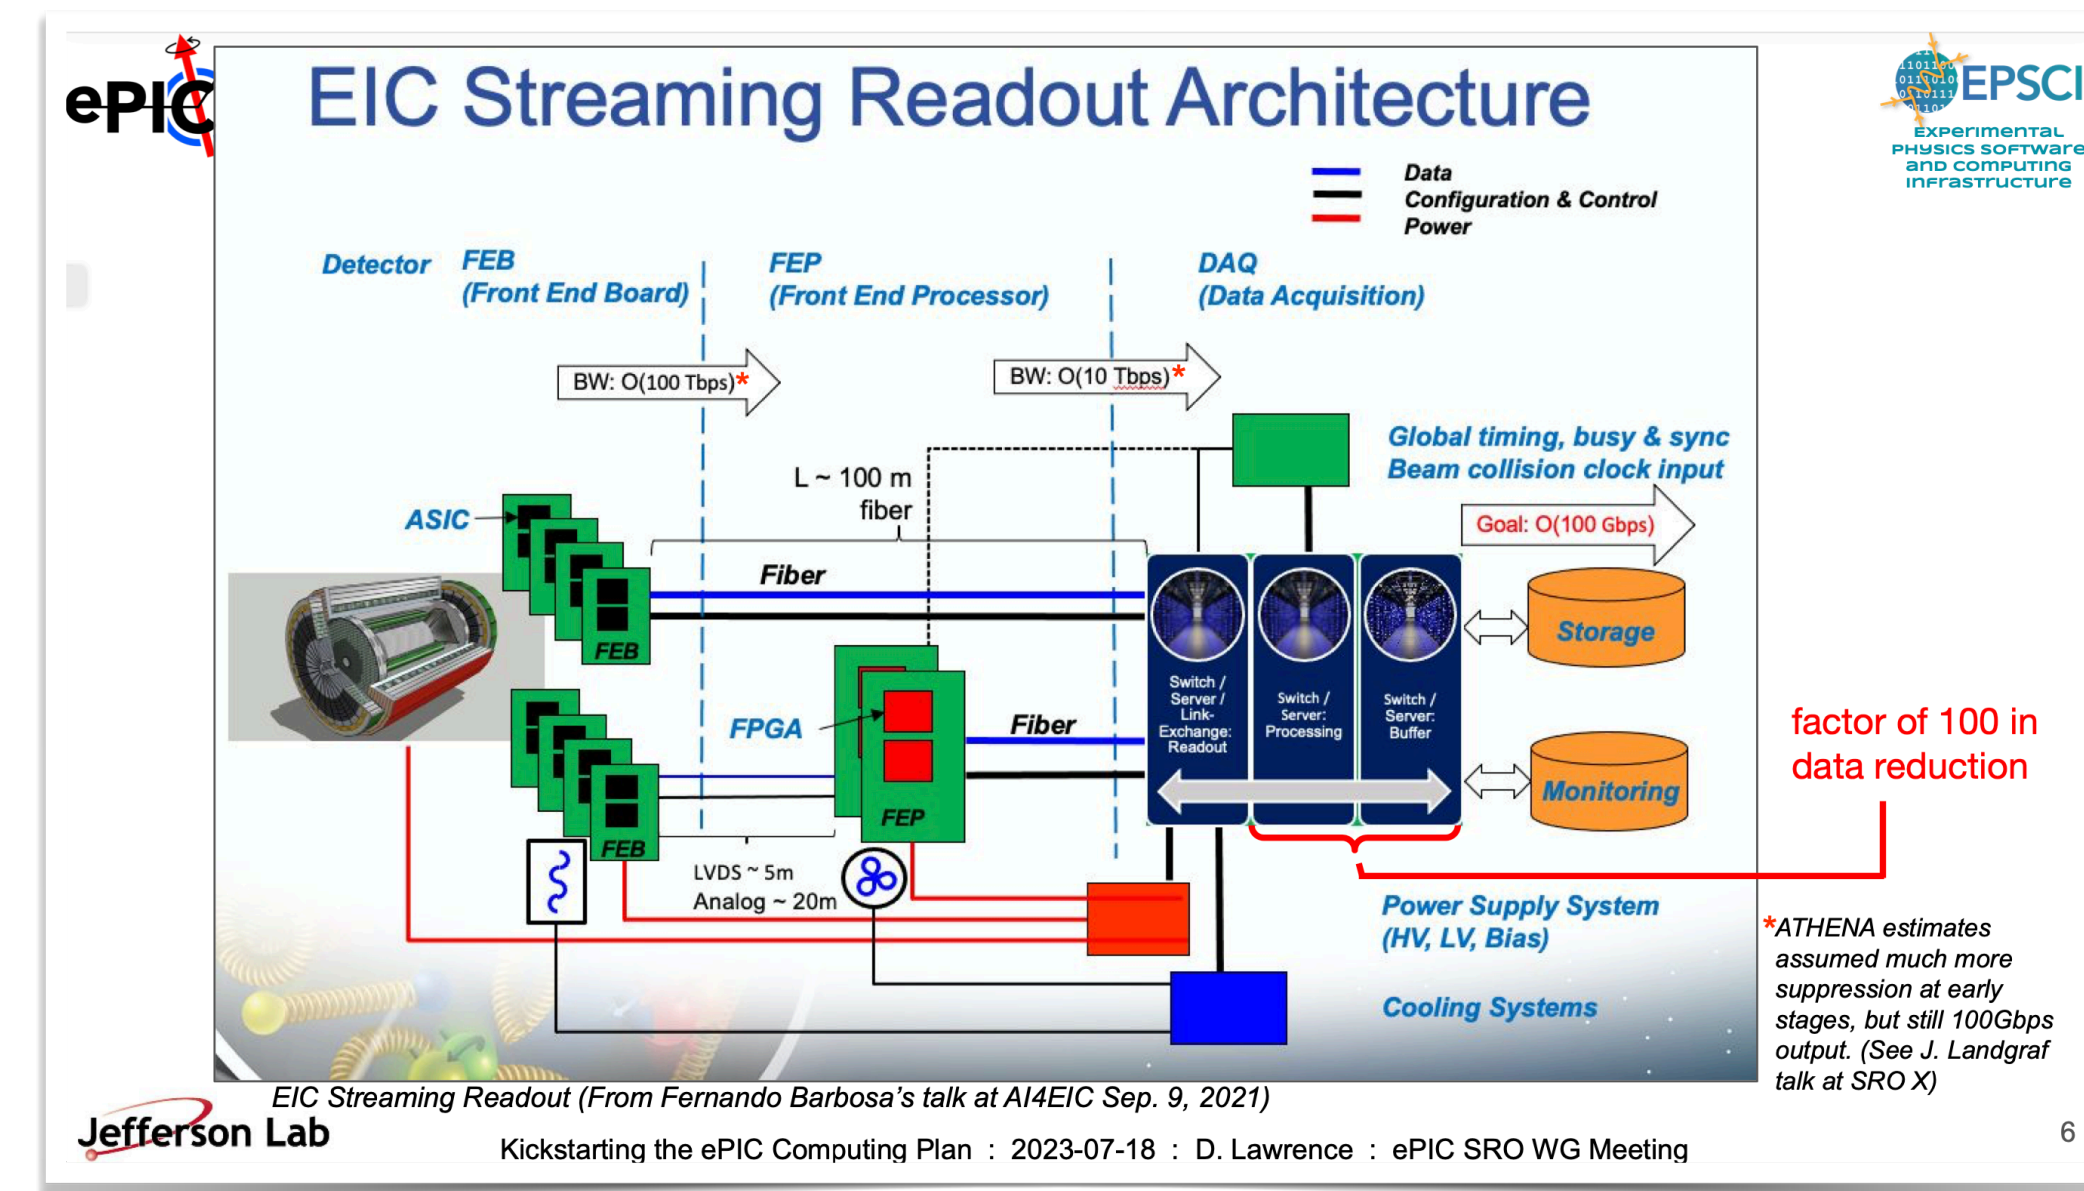 ePIC
EIC Streaming Readout Architecture
EPSCI
EXPERIMENTAL
PHYSICS SOFTWARE
AND COMPUTING
INFRASTRUCTURE
Data
Configuration & Control
Power
Detector
FEB
(Front End Board)
FEP
(Front End Processor)
DAQ
(Data Acquisition)
BW: O(100 Tbps)*
BW: O(10 Tbps)*
Global timing, busy & sync
Beam collision clock input
L ~ 100 m
fiber
ASIC
Goal: O(100 Gbps)
Fiber
FEB
Storage
Switch /
Server /
Link-
Exchange:
Readout
Switch /
Server:
Processing
Switch /
Server:
Buffer
FPGA
Fiber
factor of 100 in
data reduction
Monitoring
FEP
FEB
LVDS ~ 5m
Analog ~ 20m
Power Supply System
(HV, LV, Bias)
*ATHENA estimates
assumed much more
suppression at early
stages, but still 100Gbps
output. (See J. Landgraf
talk at SRO X)
Cooling Systems
EIC Streaming Readout (From Fernando Barbosa's talk at AI4EIC Sep. 9, 2021)
Jefferson Lab
Kickstarting the ePIC Computing Plan : 2023-07-18 : D. Lawrence : ePIC SRO WG Meeting
6